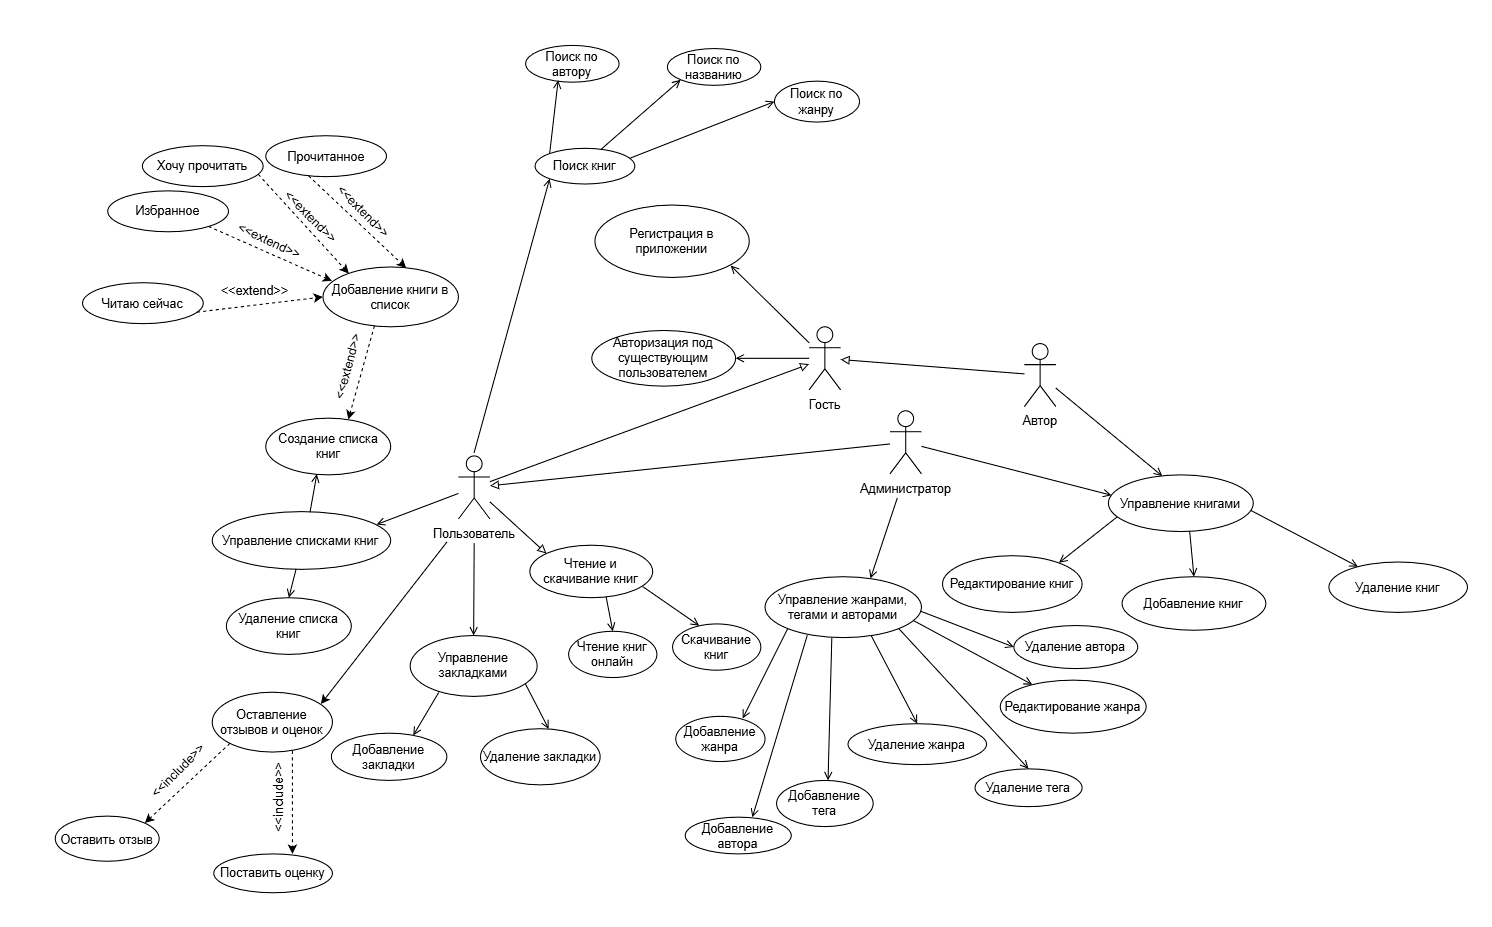 Поиск по
автору
Поиск по
названию
Поиск по
жанру
Поиск книг
Хочу прочитать
Прочитанное
Избранное
Читаю сейчас
<<extend>>
<<extend>>
<<extend>>
<<extend>>
Добавление книги в
список
<<extend>>
Регистрация в
приложении
Авторизация под
существующим
пользователем
Гость
Автор
Администратор
Пользователь
Создание списка
книг
Управление списками книг
Удаление списка
книг
Чтение и
скачивание книг
Чтение книг
онлайн
Скачивание
книг
Управление
закладками
Добавление
закладки
Удаление закладки
Оставление
отзывов и оценок
<<include>>
<<include>>
Оставить отзыв
Поставить оценку
Управление книгами
Редактирование книг
Добавление книг
Удаление книг
Управление жанрами,
тегами и авторами
Удаление автора
Редактирование жанра
Добавление
жанра
Удаление жанра
Удаление тега
Добавление
тега
Добавление
автора